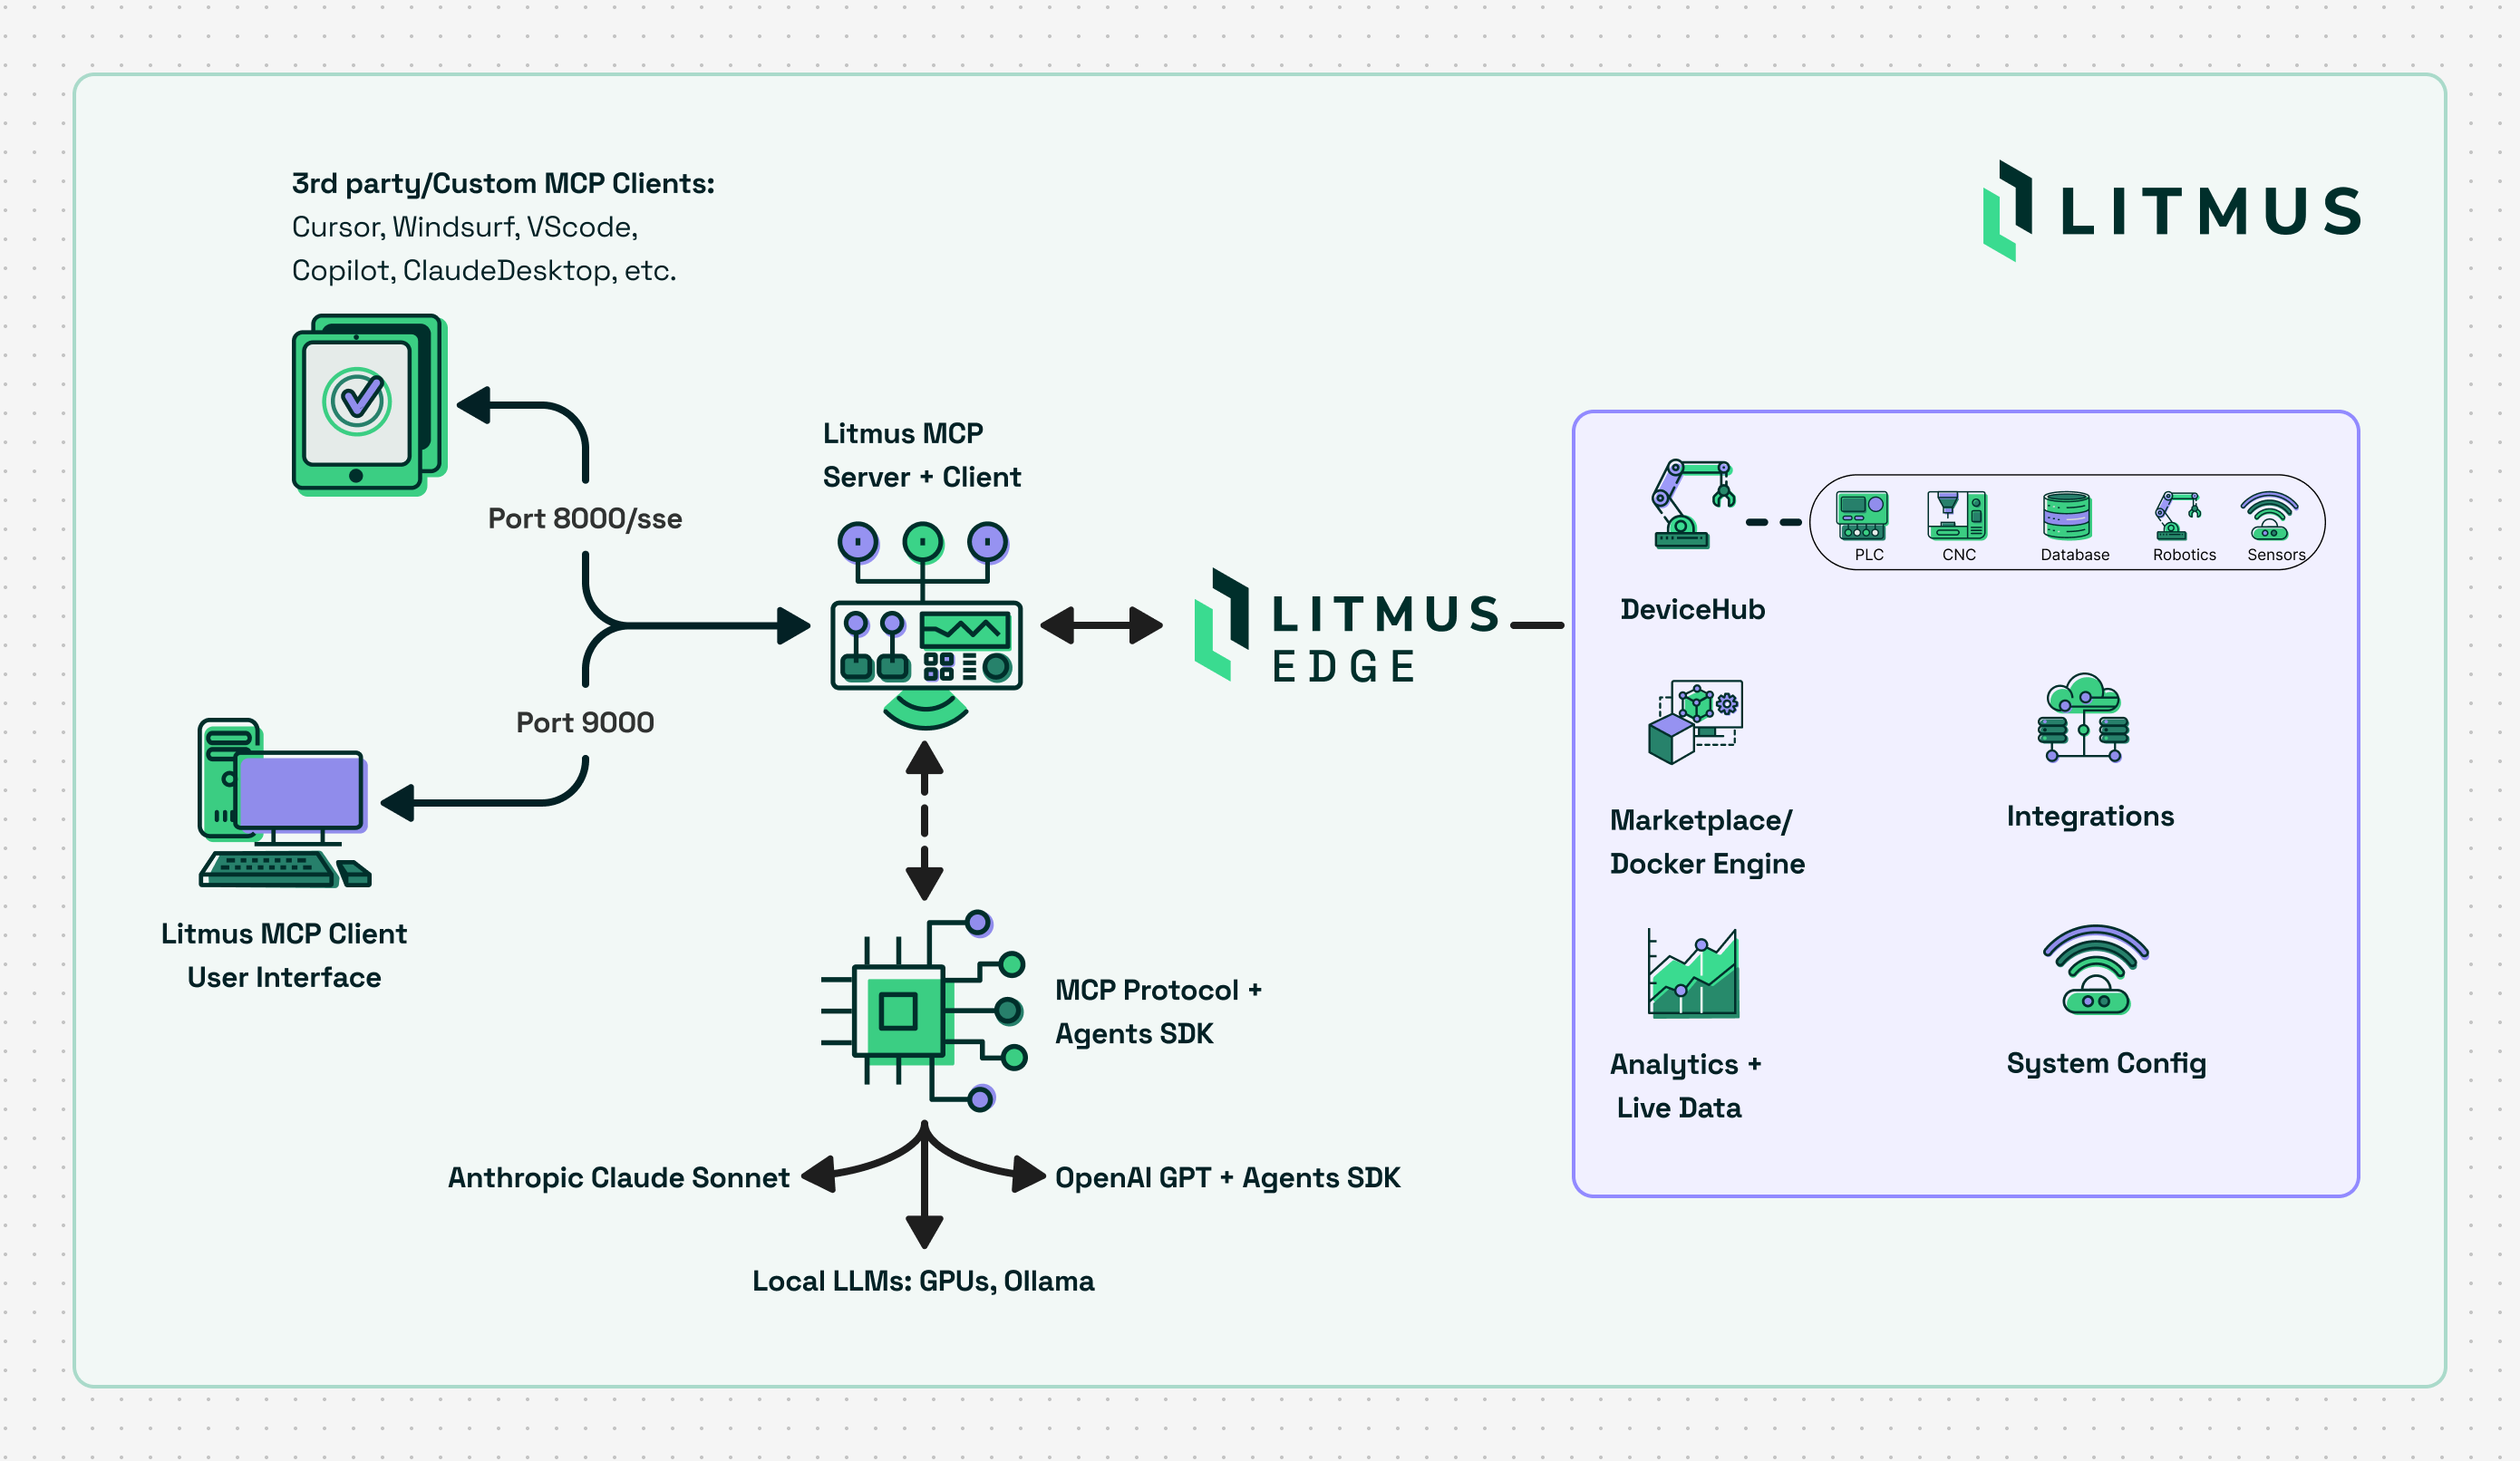 3rd party/Custom MCP Clients:
Cursor, Windsurf, VScode,
Copilot, ClaudeDesktop, etc.
LITMUS
Litmus MCP
Server + Client
Port 8000/sse
Port 9000
Litmus MCP Client
User Interface
LITMUS
EDGE
MCP Protocol +
Agents SDK
Anthropic Claude Sonnet
OpenAI GPT + Agents SDK
Local LLMs: GPUs, Ollama
PLC
CNC
Database
Robotics
Sensors
DeviceHub
Marketplace/
Docker Engine
Integrations
Analytics +
Live Data
System Config